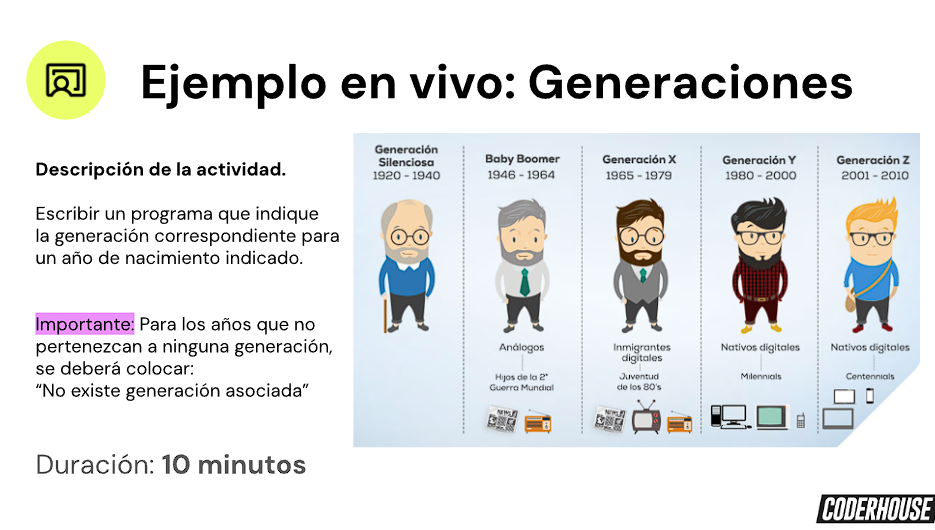 Ejemplo en vivo: Generaciones
Descripción de la actividad.
Escribir un programa que indique
la generación correspondiente para
un año de nacimiento indicado.
Importante: Para los años que no
pertenezcan a ninguna generación,
se deberá colocar:
“No existe generación asociada”
Duración: 10 minutos
Generación
Silenciosa
1920 - 1940
Baby Boomer
1946 - 1964
Análogos
Hijos de la 2°
Guerra Mundial
NEWS
Generación X
1965 - 1979
Inmigrantes
digitales
Juventud
de los 80's
NEWS
Generación Y
1980 - 2000
Nativos digitales
Milennials
Generación Z
2001 - 2010
Nativos digitales
Centennials
CODERHOUSE